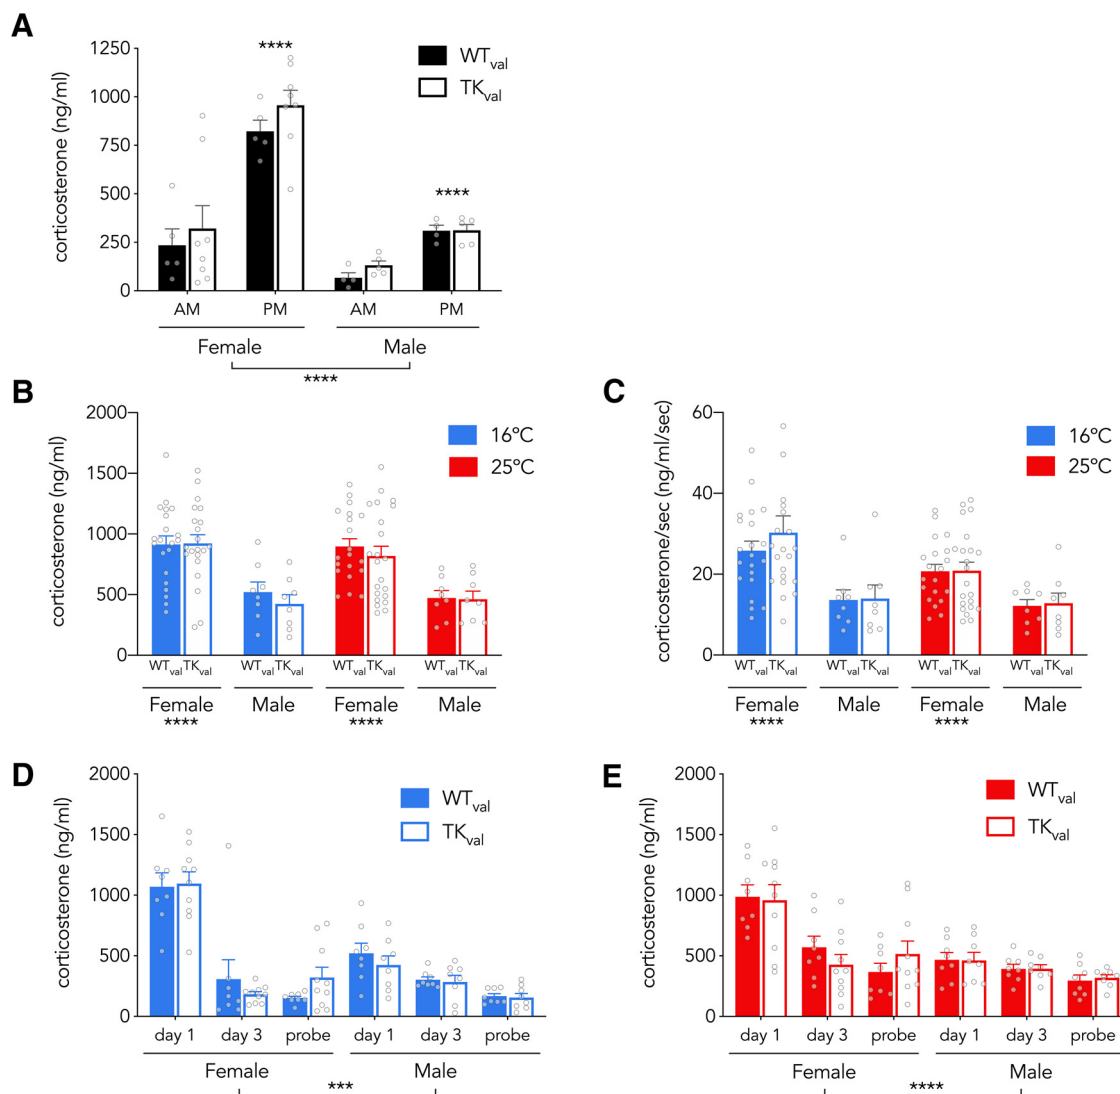 A
corticosterone (ng/ml)
1250
1000
750
500
250
0
****
****
WTval
TKval
AM PM AM PM
Female Male
****
B
corticosterone (ng/ml)
2000
1500
1000
500
0
16ºC
25ºC
WTval TKval WTval TKval WTval TKval WTval TKval
Female Male Female Male
**** ****
C
corticosterone/sec (ng/ml/sec)
60
40
20
0
16ºC
25ºC
WTval TKval WTval TKval WTval TKval WTval TKval
Female Male Female Male
**** ****
D
corticosterone (ng/ml)
2000
1500
1000
500
0
WTval
TKval
day 1 day 3 probe day 1 day 3 probe
Female Male
***
E
corticosterone (ng/ml)
2000
1500
1000
500
0
WTval
TKval
day 1 day 3 probe day 1 day 3 probe
Female Male
****